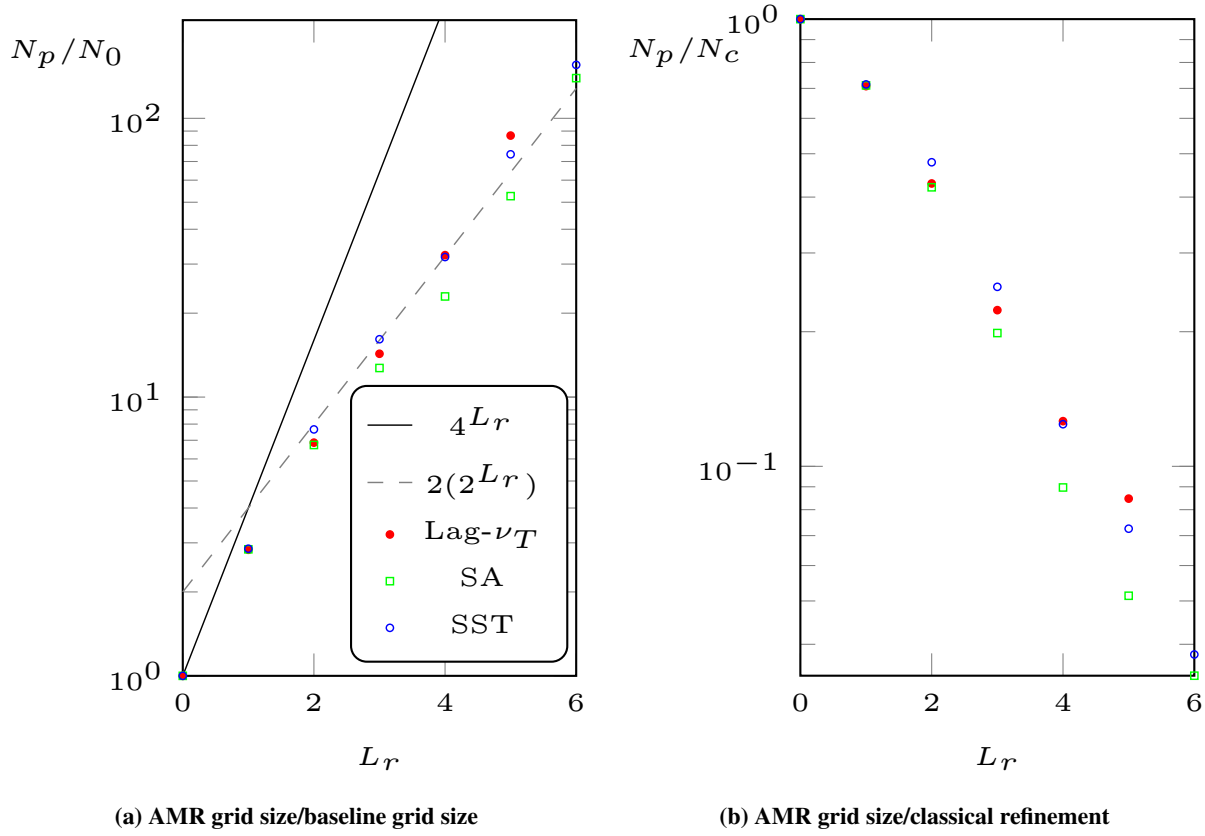 N_p/N_0
10^2
10^1
10^0
0 2 4 6
L_r
4^{L_r}
2(2^{L_r})
Lag-ν_T
SA
SST
(a) AMR grid size/baseline grid size
N_p/N_c
10^0
10^{-1}
0 2 4 6
L_r
(b) AMR grid size/classical refinement